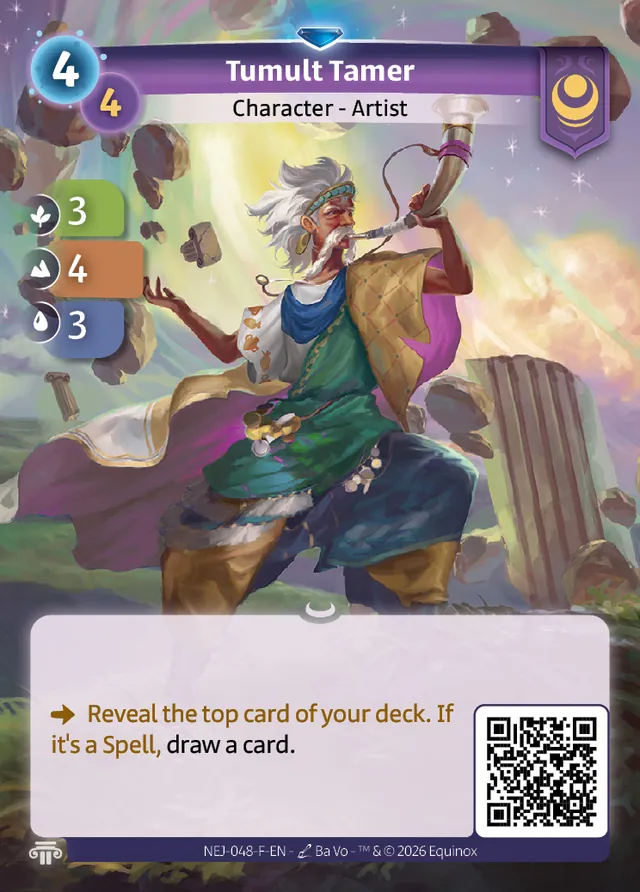 4
4
Tumult Tamer
Character - Artist
3
4
3
Reveal the top card of your deck. If
it's a Spell, draw a card.
NEJ-048-F-EN - Ba Vo - ™ & © 2026 Equinox